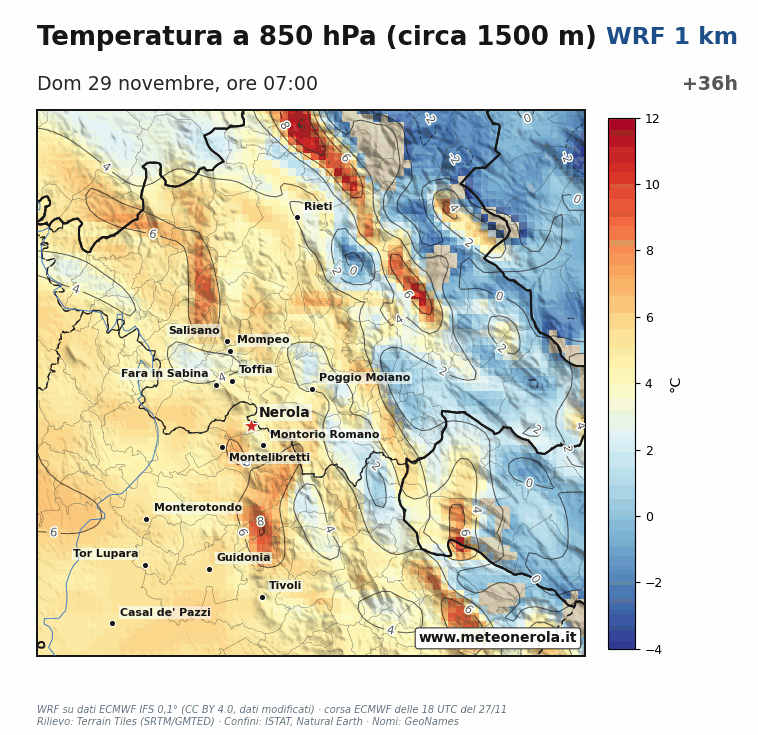 Temperatura a 850 hPa (circa 1500 m) WRF 1 km
Dom 29 novembre, ore 07:00 +36h
Rieti
Salisano
Mompeo
Fara in Sabina
Toffia
Poggio Moiano
Nerola
Montorio Romano
Montelibretti
Monterotondo
Tor Lupara
Guidonia
Tivoli
Casal de' Pazzi
www.meteonerola.it
12
10
8
6
4
2
0
−2
−4
°C
WRF su dati ECMWF IFS 0,1° (CC BY 4.0, dati modificati) · corsa ECMWF delle 18 UTC del 27/11
Rilievo: Terrain Tiles (SRTM/GMTED) · Confini: ISTAT, Natural Earth · Nomi: GeoNames